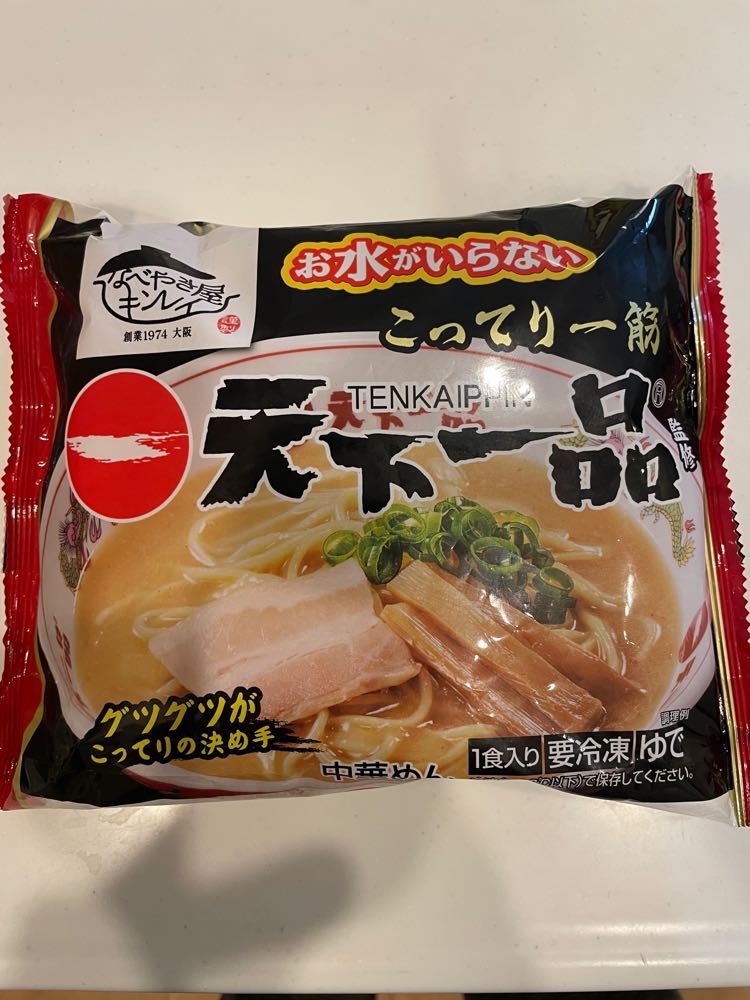 なべやき屋
キンレイ
創業1974 大阪
お水がいらない
こってり一筋
TENKAIPPIN
天下一品®
監修
グツグツが
こってりの決め手
調理例
1食入り 要冷凍 ゆで
中華めん
以下)で保存してください。